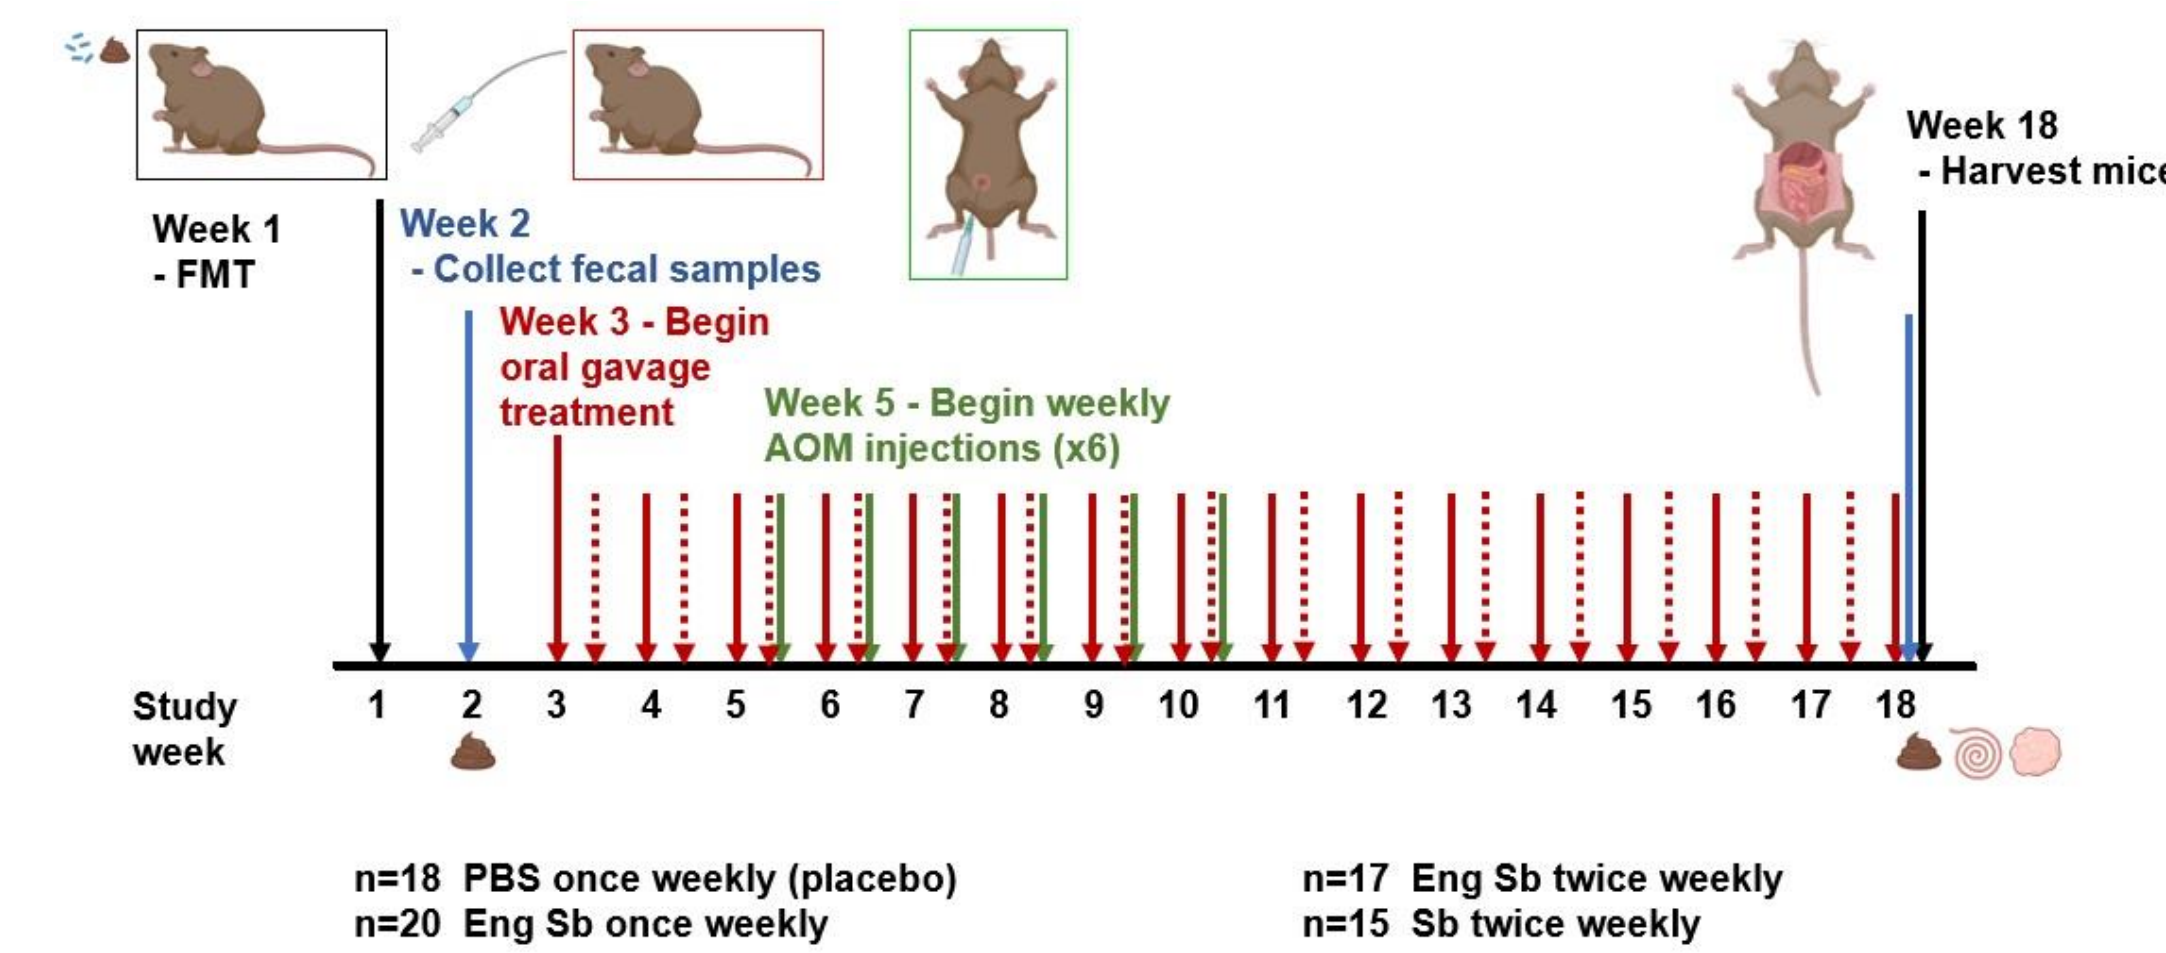 Week 1
- FMT
Week 2
- Collect fecal samples
Week 3 - Begin
oral gavage
treatment
Week 5 - Begin weekly
AOM injections (x6)
Week 18
- Harvest mice
Study
week
1 2 3 4 5 6 7 8 9 10 11 12 13 14 15 16 17 18
n=18 PBS once weekly (placebo)
n=20 Eng Sb once weekly
n=17 Eng Sb twice weekly
n=15 Sb twice weekly